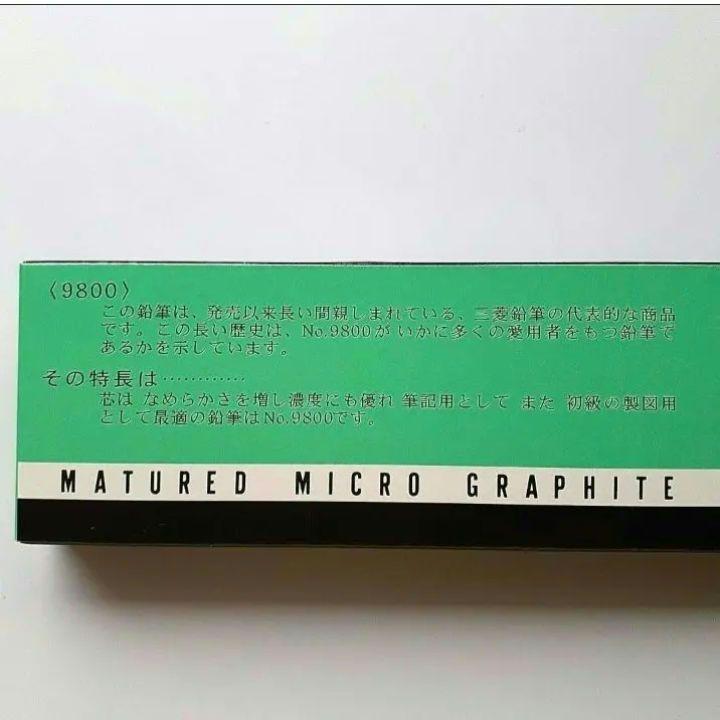 〈9800〉
この鉛筆は、発売以来長い間親しまれている、三菱鉛筆の代表的な商品
です。この長い歴史は、No.9800がいかに多くの愛用者をもつ鉛筆で
あるかを示しています。
その特長は…………
芯は なめらかさを増し濃度にも優れ 筆記用として また 初級の製図用
として最適の鉛筆はNo.9800です。
MATURED MICRO GRAPHITE